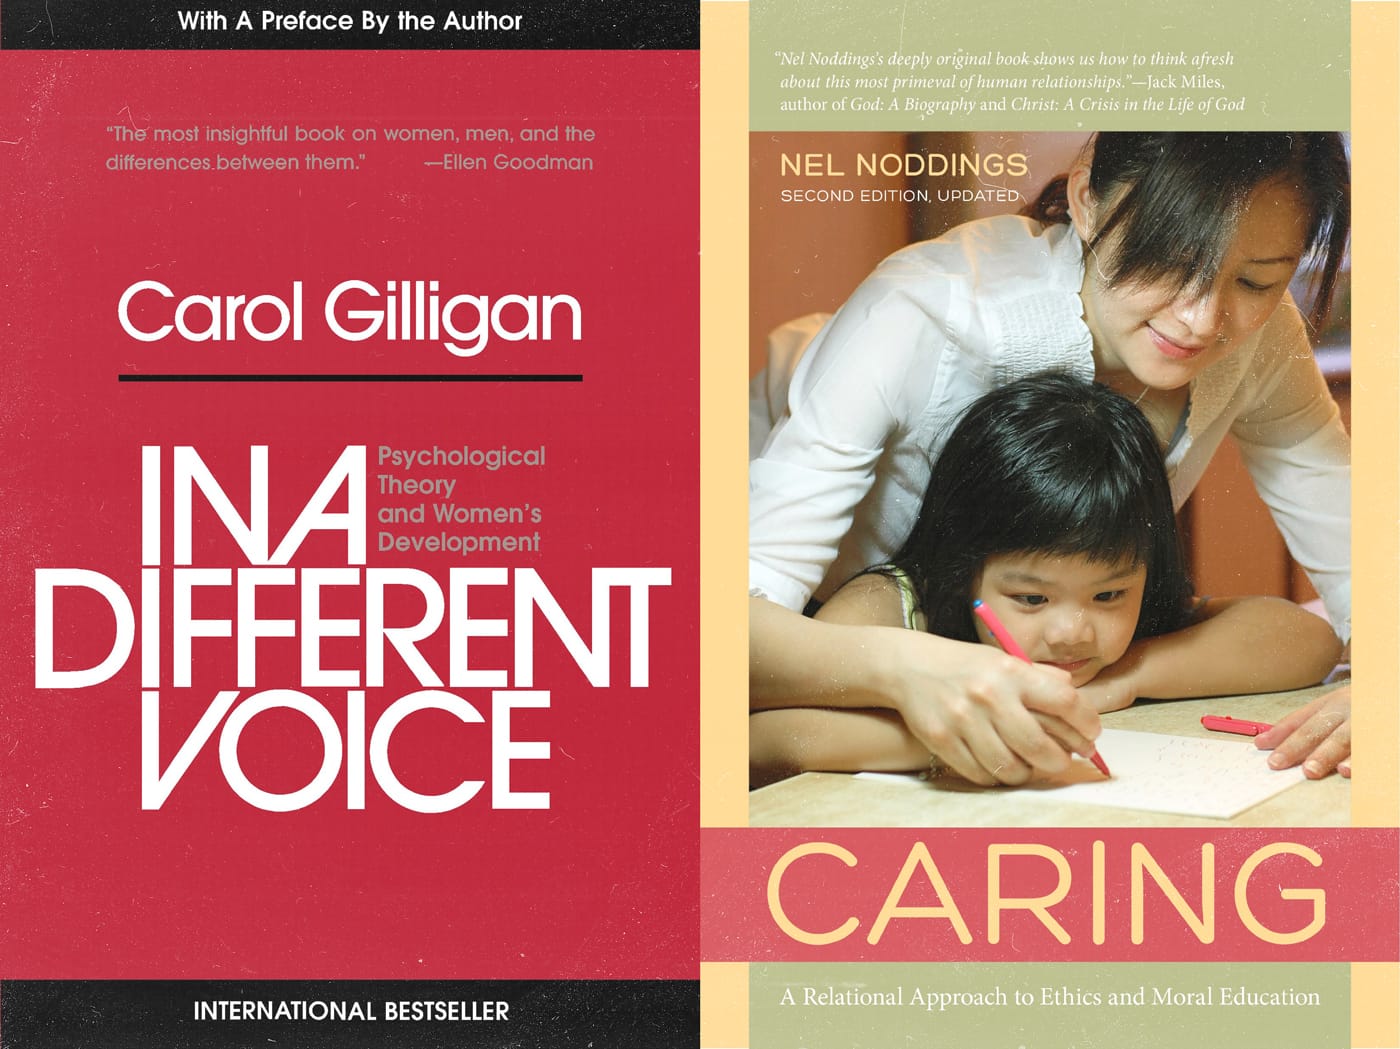 With A Preface By the Author
“The most insightful book on women, men, and the
differences between them.” —Ellen Goodman
Carol Gilligan
IN A
Psychological
Theory
and Women’s
Development
DIFFERENT
VOICE
INTERNATIONAL BESTSELLER
“Nel Noddings’s deeply original book shows us how to think afresh
about this most primeval of human relationships.”—Jack Miles,
author of God: A Biography and Christ: A Crisis in the Life of God
NEL NODDINGS
SECOND EDITION, UPDATED
CARING
A Relational Approach to Ethics and Moral Education